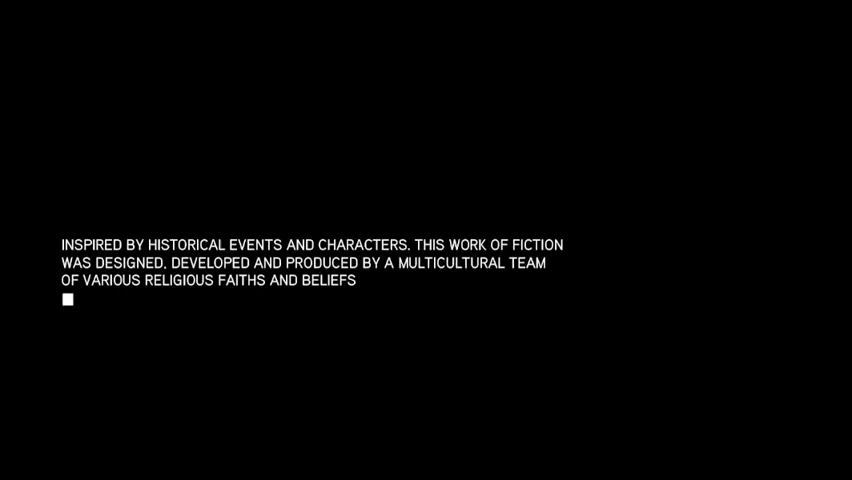 INSPIRED BY HISTORICAL EVENTS AND CHARACTERS. THIS WORK OF FICTION
WAS DESIGNED, DEVELOPED AND PRODUCED BY A MULTICULTURAL TEAM
OF VARIOUS RELIGIOUS FAITHS AND BELIEFS